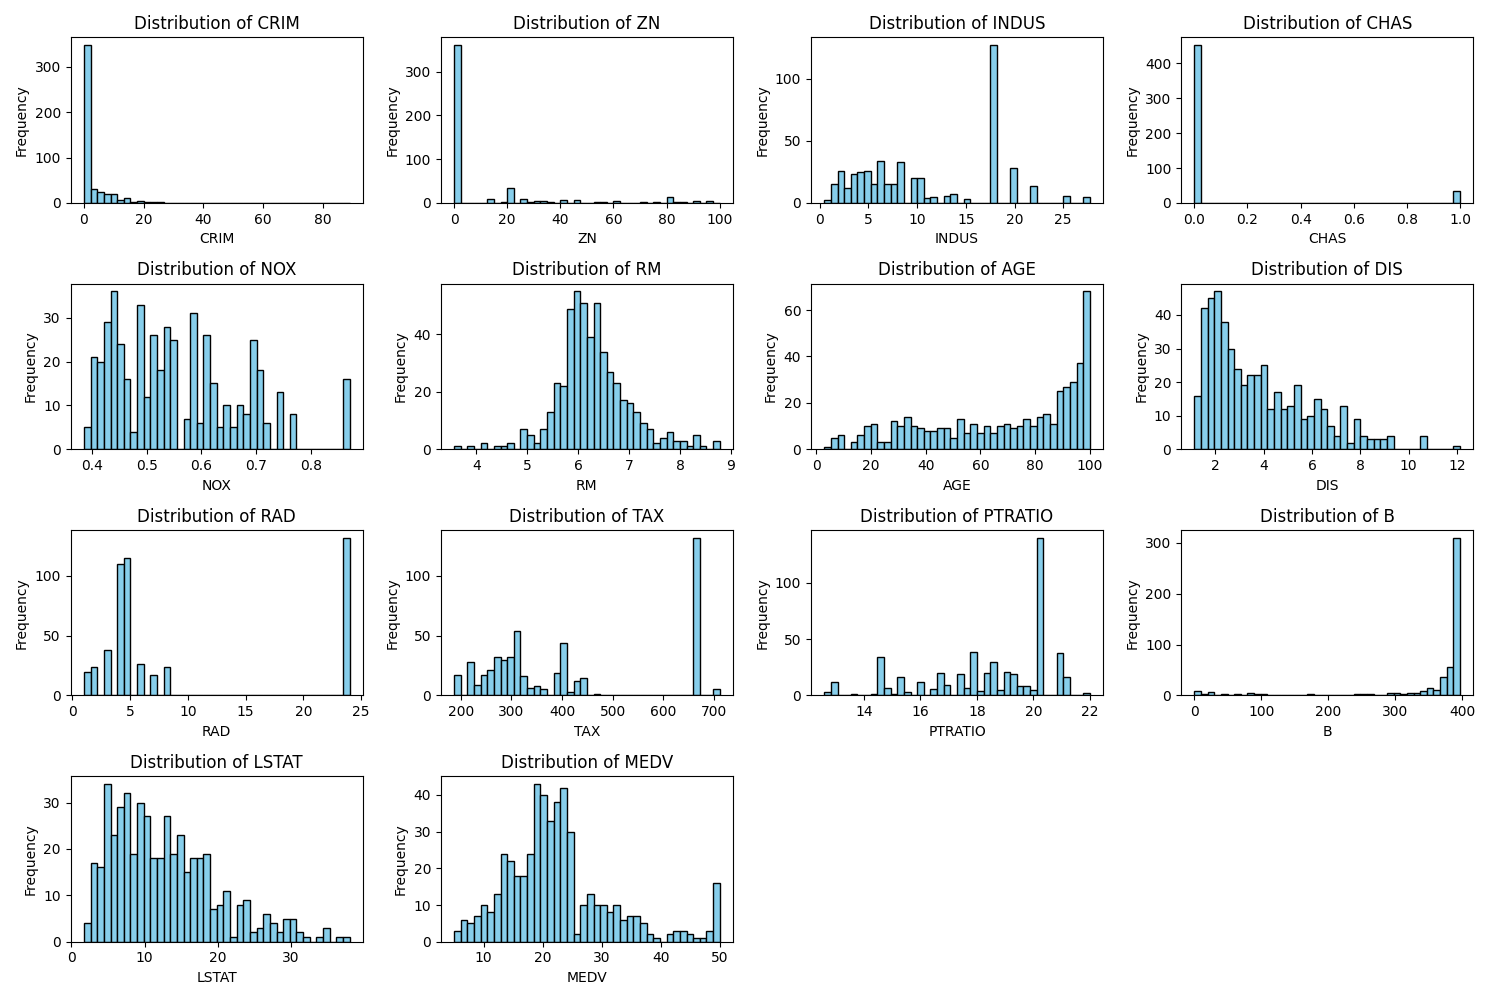 Distribution of CRIM
Frequency
300
200
100
0
0 20 40 60 80
CRIM
Distribution of ZN
Frequency
300
200
100
0
0 20 40 60 80 100
ZN
Distribution of INDUS
Frequency
100
50
0
0 5 10 15 20 25
INDUS
Distribution of CHAS
Frequency
400
300
200
100
0
0.0 0.2 0.4 0.6 0.8 1.0
CHAS
Distribution of NOX
Frequency
30
20
10
0
0.4 0.5 0.6 0.7 0.8
NOX
Distribution of RM
Frequency
40
20
0
4 5 6 7 8 9
RM
Distribution of AGE
Frequency
60
40
20
0
0 20 40 60 80 100
AGE
Distribution of DIS
Frequency
40
30
20
10
0
2 4 6 8 10 12
DIS
Distribution of RAD
Frequency
100
50
0
0 5 10 15 20 25
RAD
Distribution of TAX
Frequency
100
50
0
200 300 400 500 600 700
TAX
Distribution of PTRATIO
Frequency
100
50
0
14 16 18 20 22
PTRATIO
Distribution of B
Frequency
300
200
100
0
0 100 200 300 400
B
Distribution of LSTAT
Frequency
30
20
10
0
0 10 20 30
LSTAT
Distribution of MEDV
Frequency
40
30
20
10
0
10 20 30 40 50
MEDV